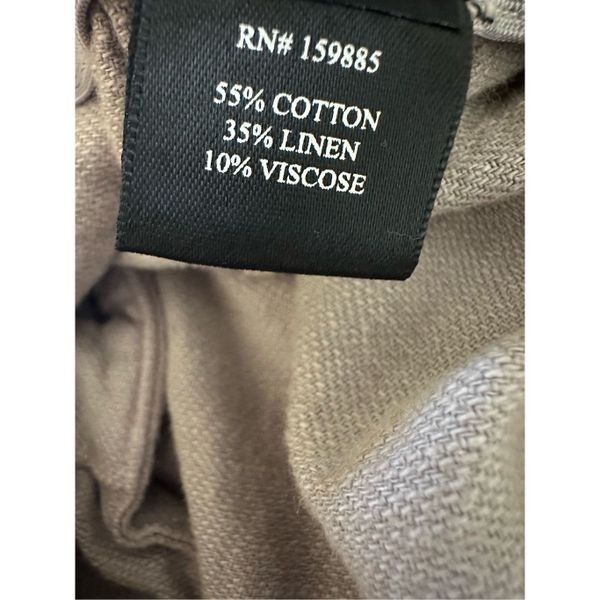 RN# 159885
55% COTTON
35% LINEN
10% VISCOSE